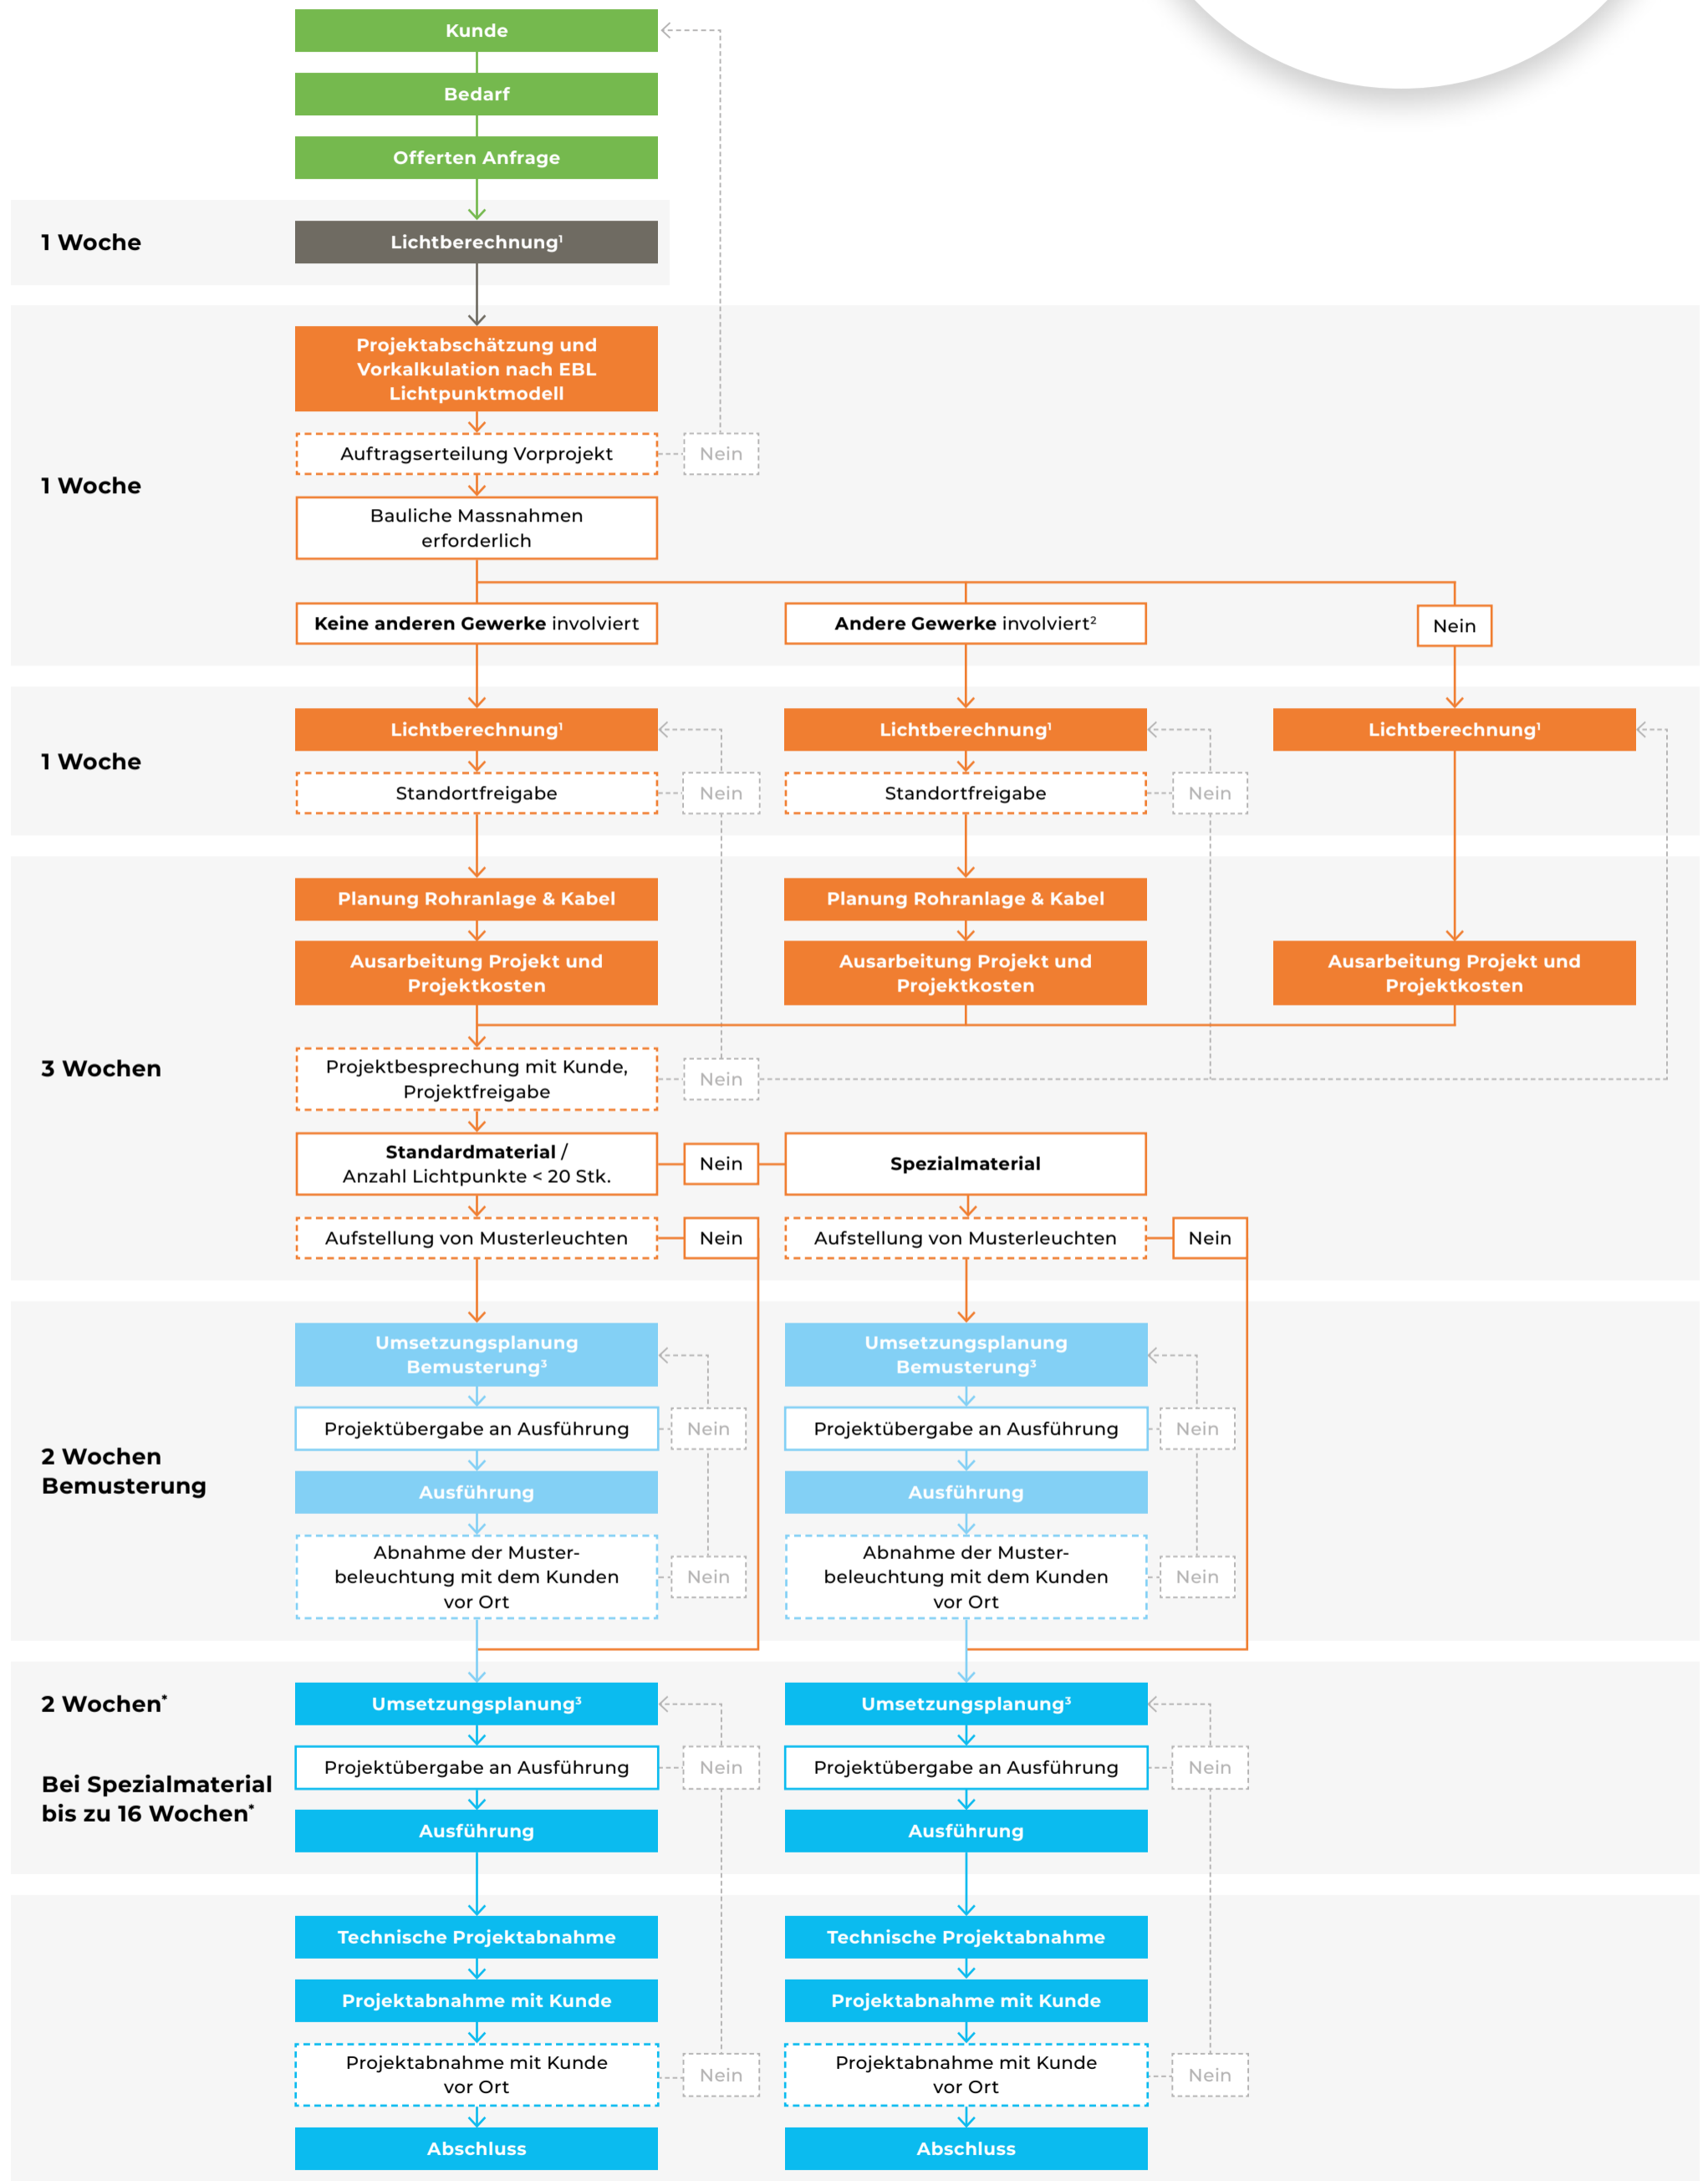 Kunde
Bedarf
Offerten Anfrage
1 Woche
Lichtberechnung¹
1 Woche
Projektabschätzung und
Vorkalkulation nach EBL
Lichtpunktmodell
Auftragserteilung Vorprojekt
Nein
Bauliche Massnahmen
erforderlich
Keine anderen Gewerke involviert
Andere Gewerke involviert²
Nein
1 Woche
Lichtberechnung¹
Lichtberechnung¹
Lichtberechnung¹
Standortfreigabe
Nein
Standortfreigabe
Nein
3 Wochen
Planung Rohranlage & Kabel
Planung Rohranlage & Kabel
Ausarbeitung Projekt und
Projektkosten
Ausarbeitung Projekt und
Projektkosten
Ausarbeitung Projekt und
Projektkosten
Projektbesprechung mit Kunde,
Projektfreigabe
Nein
Standardmaterial /
Anzahl Lichtpunkte < 20 Stk.
Nein
Spezialmaterial
Aufstellung von Musterleuchten
Nein
Aufstellung von Musterleuchten
Nein
2 Wochen
Bemusterung
Umsetzungsplanung
Bemusterung³
Umsetzungsplanung
Bemusterung³
Projektübergabe an Ausführung
Nein
Projektübergabe an Ausführung
Nein
Ausführung
Ausführung
Abnahme der Muster-
beleuchtung mit dem Kunden
vor Ort
Nein
Abnahme der Muster-
beleuchtung mit dem Kunden
vor Ort
Nein
2 Wochen*
Bei Spezialmaterial
bis zu 16 Wochen*
Umsetzungsplanung³
Umsetzungsplanung³
Projektübergabe an Ausführung
Nein
Projektübergabe an Ausführung
Nein
Ausführung
Ausführung
Technische Projektabnahme
Technische Projektabnahme
Projektabnahme mit Kunde
Projektabnahme mit Kunde
Projektabnahme mit Kunde
vor Ort
Nein
Projektabnahme mit Kunde
vor Ort
Nein
Abschluss
Abschluss